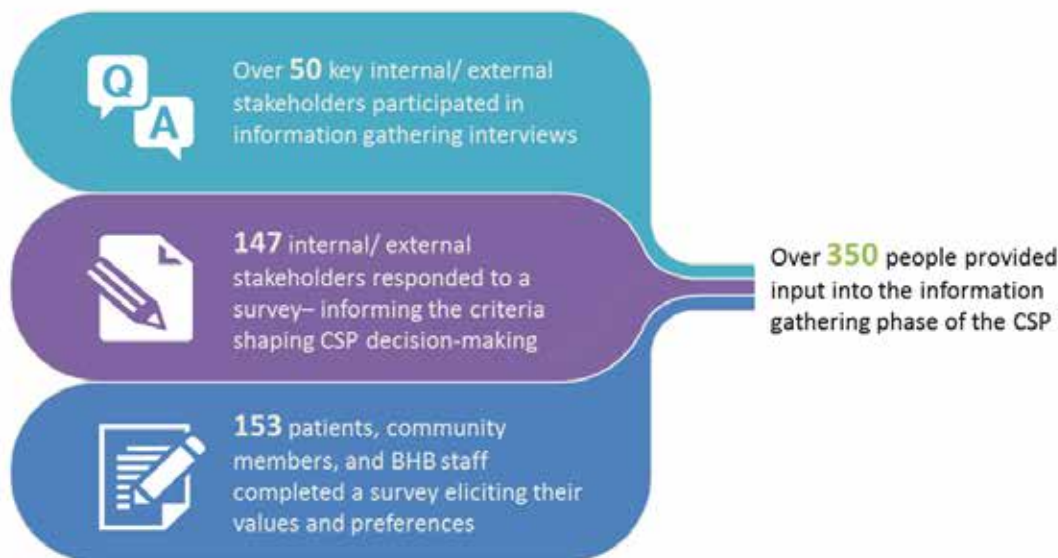 Q
A
Over 50 key internal/ external
stakeholders participated in
information gathering interviews
147 internal/ external
stakeholders responded to a
survey– informing the criteria
shaping CSP decision-making
153 patients, community
members, and BHB staff
completed a survey eliciting their
values and preferences
Over 350 people provided
input into the information
gathering phase of the CSP